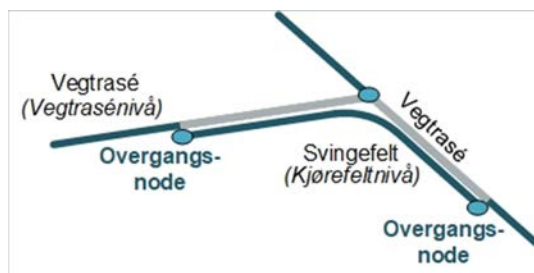 Vegtrasé
(Vegtrasénivå)
Overgangs-
node
Svingefelt
(Kjørefeltnivå)
Vegtrasé
Overgangs-
node